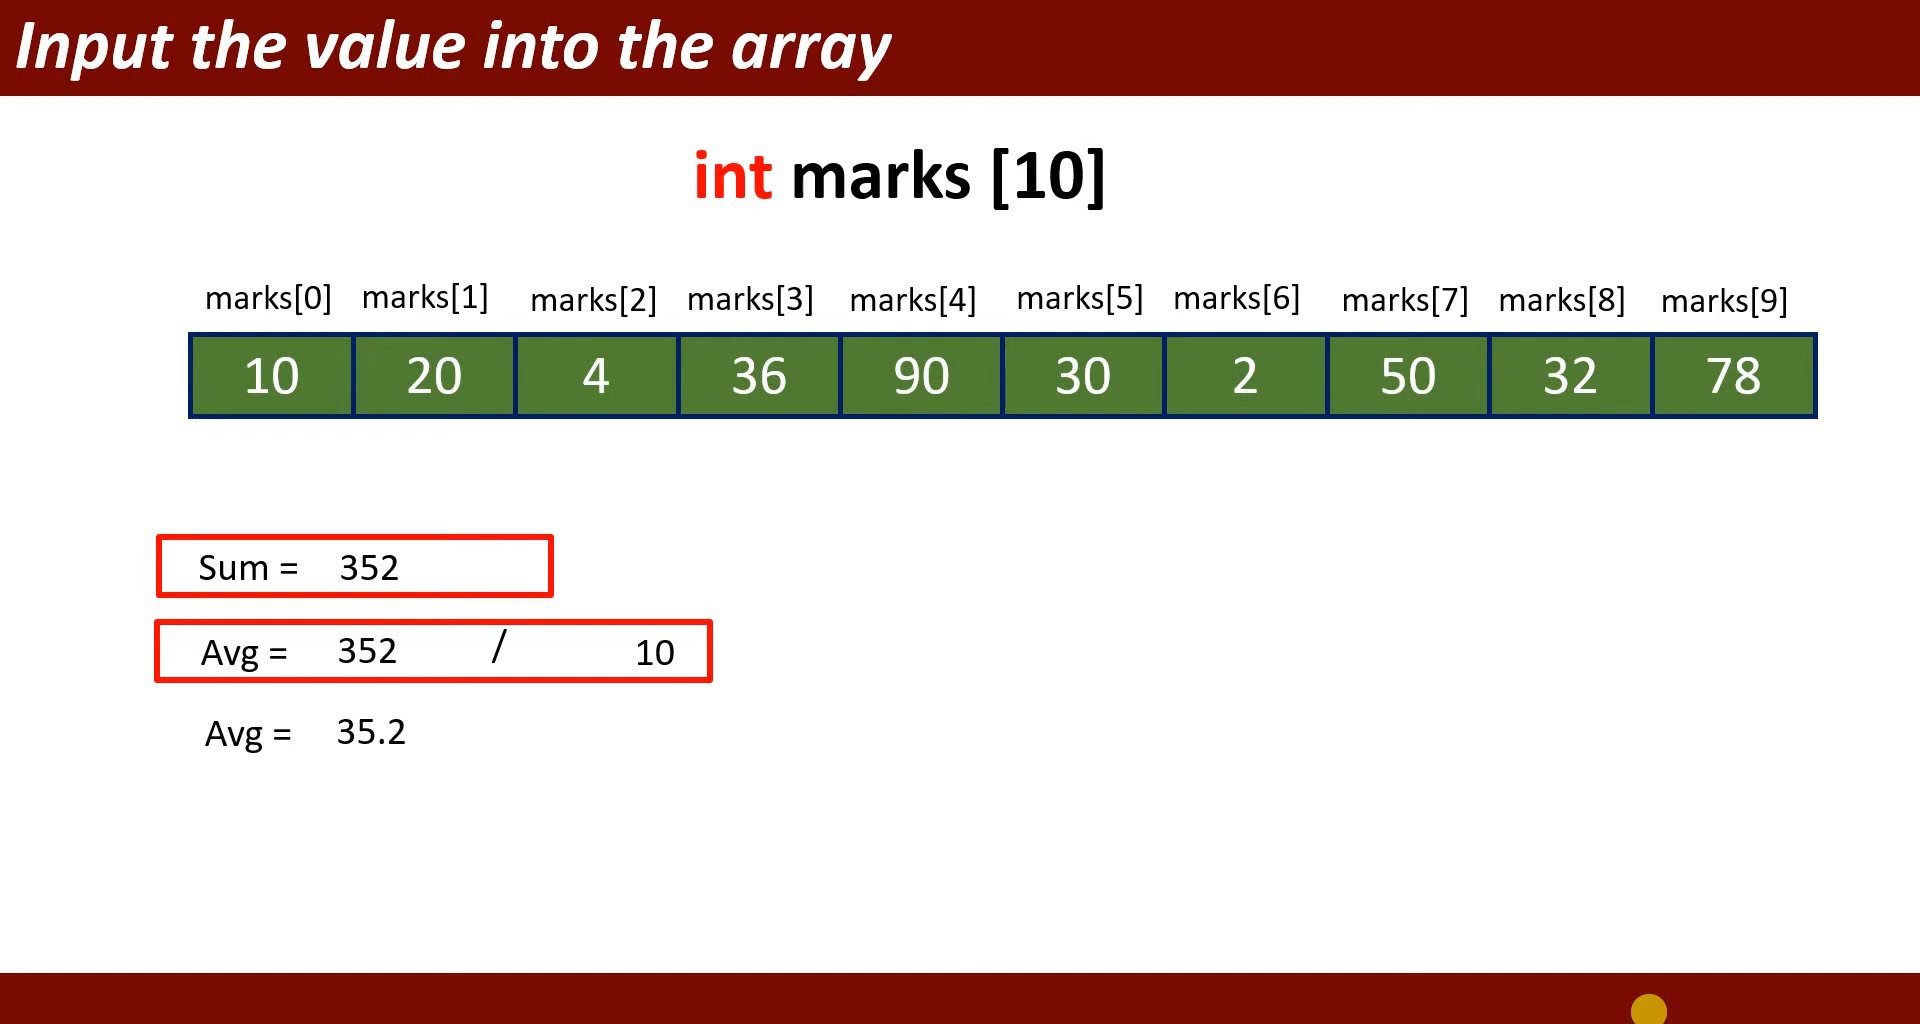 Input the value into the array
int marks [10]
marks[0] marks[1] marks[2] marks[3] marks[4] marks[5] marks[6] marks[7] marks[8] marks[9]
10 20 4 36 90 30 2 50 32 78
Sum = 352
Avg = 352 / 10
Avg = 35.2